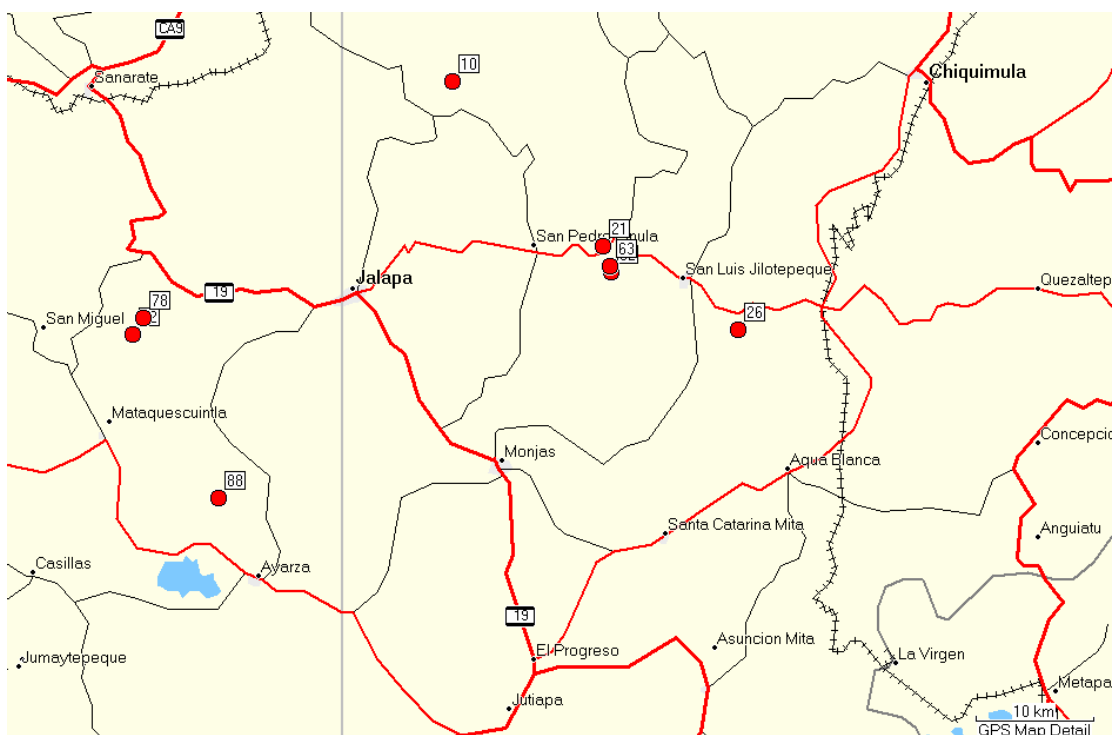 CA9
10
Sanarate
Chiquimula
21
San Pedro
mula
63
San Luis Jilotepeque
Jalapa
Quezaltep
19
78
26
San Miguel
2
Mataquescuintla
Concepcio
Monjas
Agua Blanca
88
Santa Catarina Mita
Anguiatu
Casillas
Ayarza
19
Asuncion Mita
El Progreso
La Virgen
Jumaytepeque
Metapa
Jutiapa
10 km
GPS Map Detail